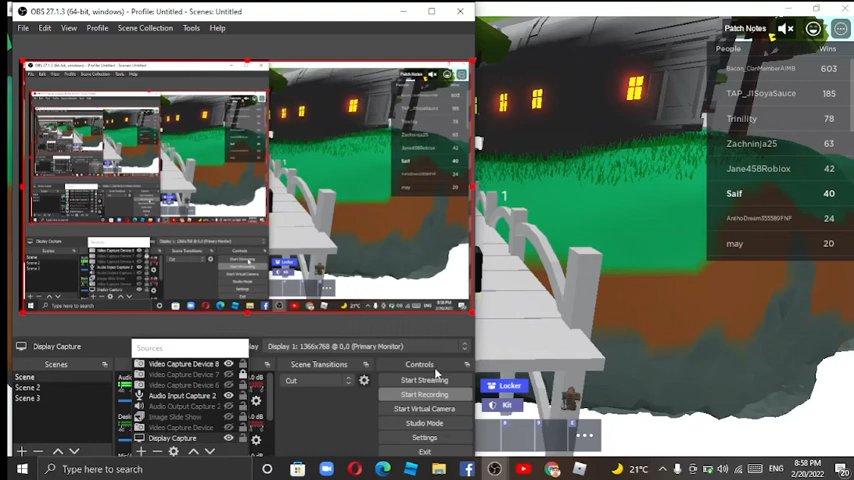 OBS 27.1.3 (64-bit, windows) - Profile: Untitled - Scenes: Untitled
File Edit View Profile Scene Collection Tools Help
Patch Notes
People Wins
Bacon_ClanMemberAJMB 603
TAP_J1SoyaSauce 185
Trinility 78
Zachninja25 63
Jane458Roblox 42
Saif 40
AnthoDream355589FNF 24
may 20
1
Locker
Kit
Display Capture
Display 1: 1366x768 @ 0,0 (Primary Monitor)
Scenes
Scene
Scene 2
Scene 3
Sources
Video Capture Device 8
Video Capture Device 7
Video Capture Device 6
Audio Input Capture 2
Audio Output Capture 2
Image Slide Show
Video Capture Device
Display Capture
Scene Transitions
Cut
Controls
Start Streaming
Start Recording
Start Virtual Camera
Studio Mode
Settings
Exit
Type here to search
21°C
ENG
8:58 PM
2/20/2022
20